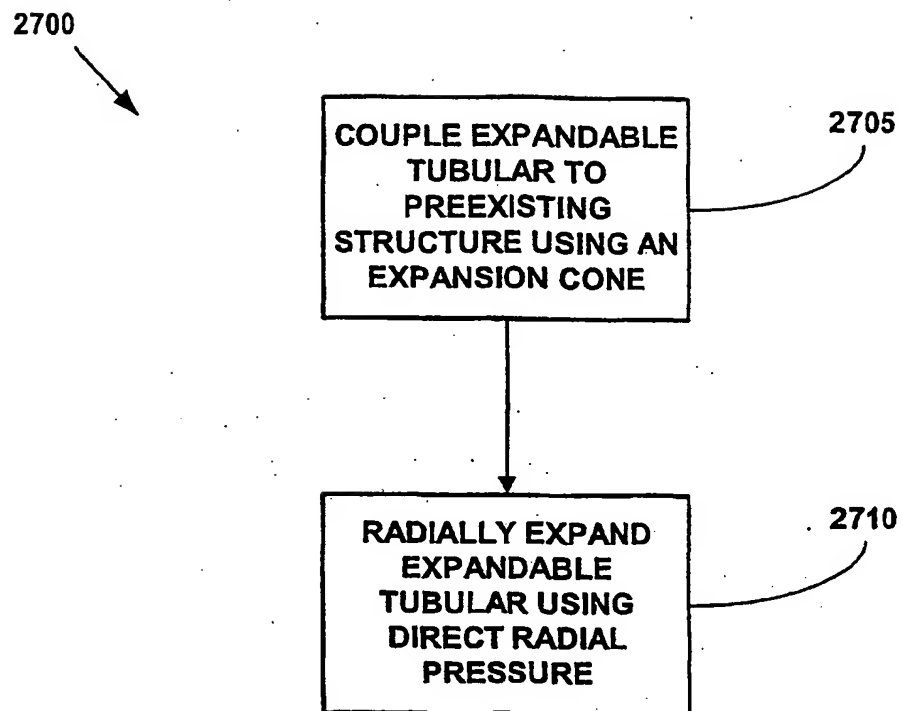 2700
COUPLE EXPANDABLE
TUBULAR TO
PREEXISTING
STRUCTURE USING AN
EXPANSION CONE
2705
RADIALLY EXPAND
EXPANDABLE
TUBULAR USING
DIRECT RADIAL
PRESSURE
2710